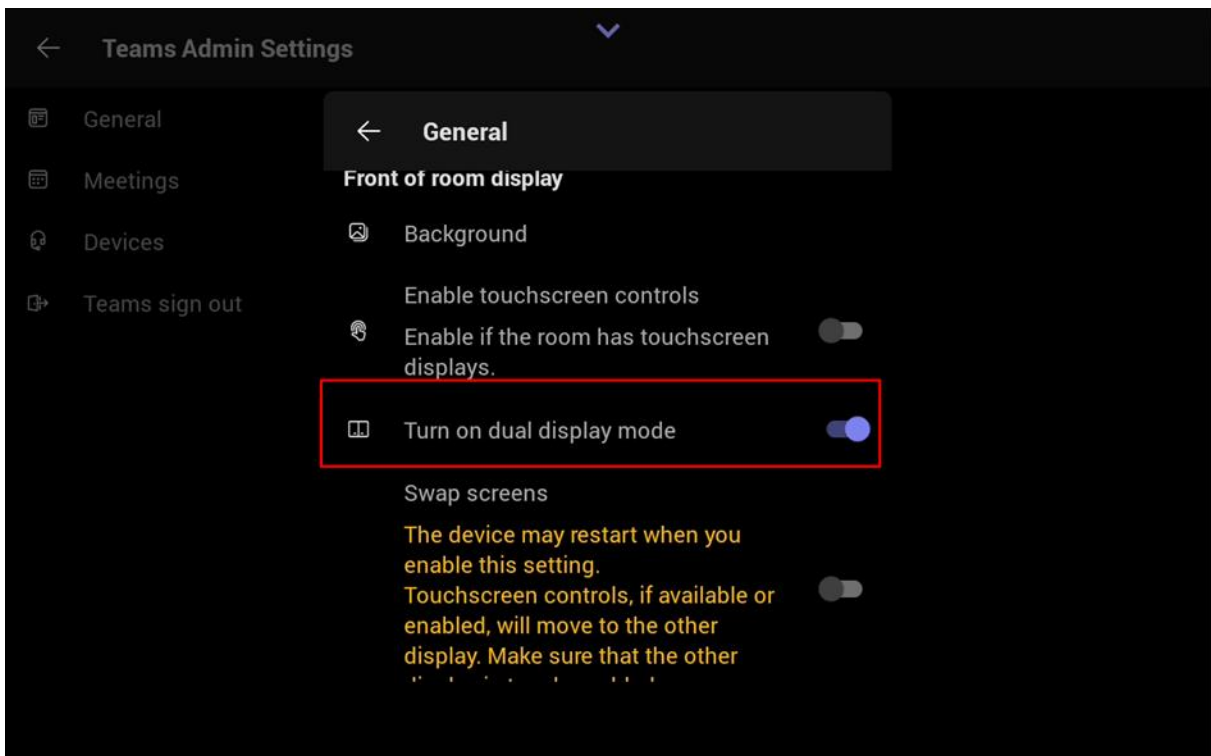 Teams Admin Settings
General
Meetings
Devices
Teams sign out
General
Front of room display
Background
Enable touchscreen controls
Enable if the room has touchscreen
displays.
Turn on dual display mode
Swap screens
The device may restart when you
enable this setting.
Touchscreen controls, if available or
enabled, will move to the other
display. Make sure that the other